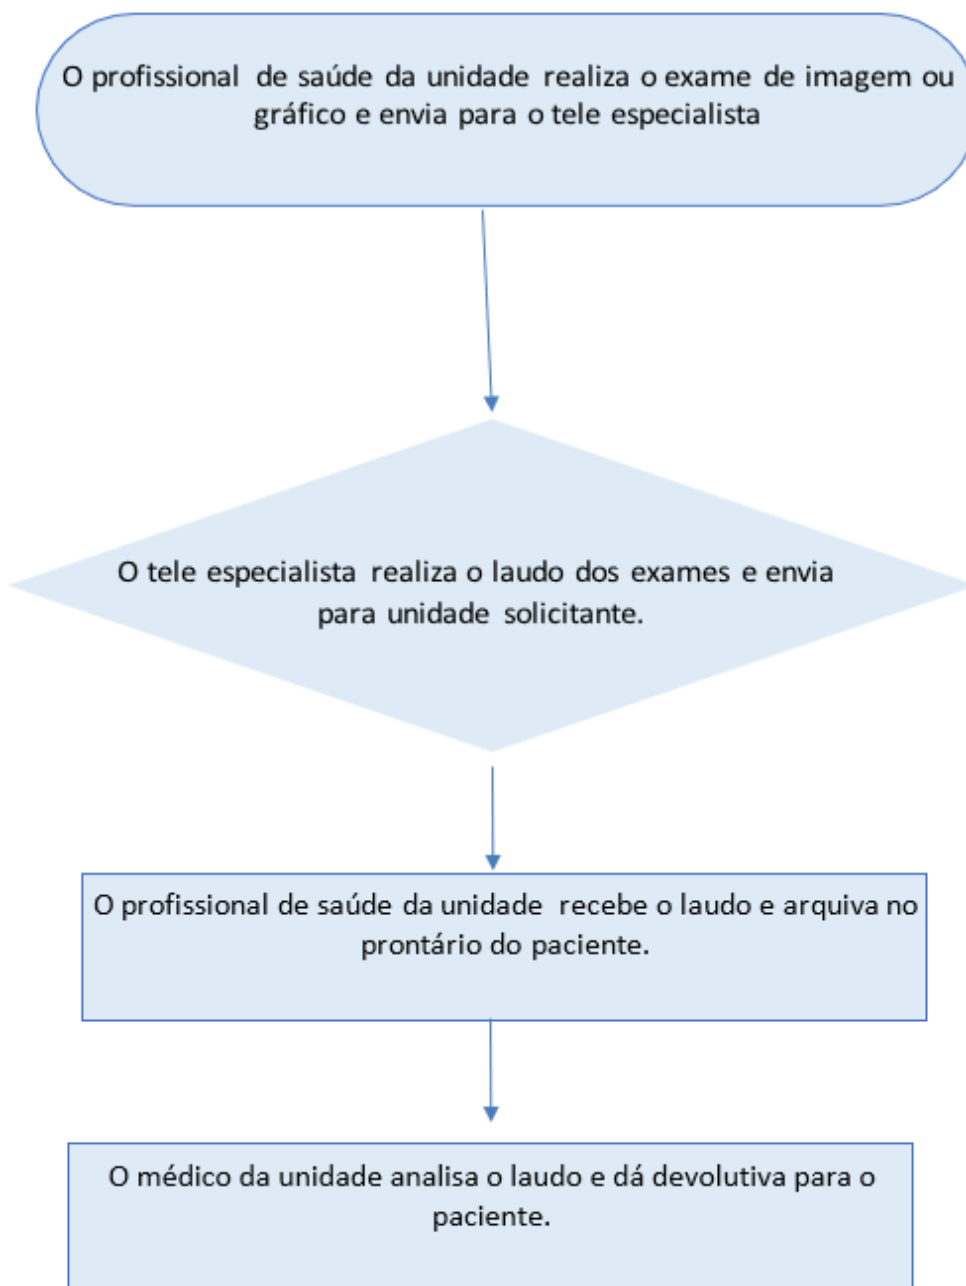 O profissional de saúde da unidade realiza o exame de imagem ou
gráfico e envia para o tele especialista
O tele especialista realiza o laudo dos exames e envia
para unidade solicitante.
O profissional de saúde da unidade recebe o laudo e arquiva no
prontário do paciente.
O médico da unidade analisa o laudo e dá devolutiva para o
paciente.